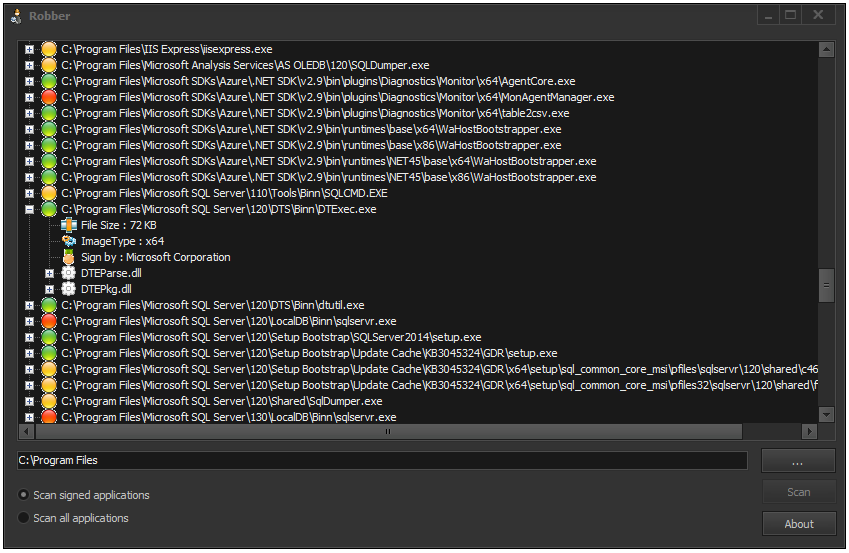 Robber
C:\Program Files\IIS Express\iisexpress.exe
C:\Program Files\Microsoft Analysis Services\AS OLEDB\120\SQLDumper.exe
C:\Program Files\Microsoft SDKs\Azure\.NET SDK\v2.9\bin\plugins\Diagnostics\Monitor\x64\AgentCore.exe
C:\Program Files\Microsoft SDKs\Azure\.NET SDK\v2.9\bin\plugins\Diagnostics\Monitor\x64\MonAgentManager.exe
C:\Program Files\Microsoft SDKs\Azure\.NET SDK\v2.9\bin\plugins\Diagnostics\Monitor\x64\table2csv.exe
C:\Program Files\Microsoft SDKs\Azure\.NET SDK\v2.9\bin\runtimes\base\x64\WaHostBootstrapper.exe
C:\Program Files\Microsoft SDKs\Azure\.NET SDK\v2.9\bin\runtimes\base\x86\WaHostBootstrapper.exe
C:\Program Files\Microsoft SDKs\Azure\.NET SDK\v2.9\bin\runtimes\NET45\base\x64\WaHostBootstrapper.exe
C:\Program Files\Microsoft SDKs\Azure\.NET SDK\v2.9\bin\runtimes\NET45\base\x86\WaHostBootstrapper.exe
C:\Program Files\Microsoft SQL Server\110\Tools\Binn\SQLCMD.EXE
C:\Program Files\Microsoft SQL Server\120\DTS\Binn\DTExec.exe
File Size : 72 KB
ImageType : x64
Sign by : Microsoft Corporation
DTEParse.dll
DTEPkg.dll
C:\Program Files\Microsoft SQL Server\120\DTS\Binn\dtutil.exe
C:\Program Files\Microsoft SQL Server\120\LocalDB\Binn\sqlservr.exe
C:\Program Files\Microsoft SQL Server\120\Setup Bootstrap\SQLServer2014\setup.exe
C:\Program Files\Microsoft SQL Server\120\Setup Bootstrap\Update Cache\KB3045324\GDR\setup.exe
C:\Program Files\Microsoft SQL Server\120\Setup Bootstrap\Update Cache\KB3045324\GDR\x64\setup\sql_common_core_msi\pfiles\sqlservr\120\shared\c46
C:\Program Files\Microsoft SQL Server\120\Setup Bootstrap\Update Cache\KB3045324\GDR\x64\setup\sql_common_core_msi\pfiles32\sqlservr\120\shared\f
C:\Program Files\Microsoft SQL Server\120\Shared\SqlDumper.exe
C:\Program Files\Microsoft SQL Server\130\LocalDB\Binn\sqlservr.exe
C:\Program Files
...
Scan signed applications
Scan
Scan all applications
About